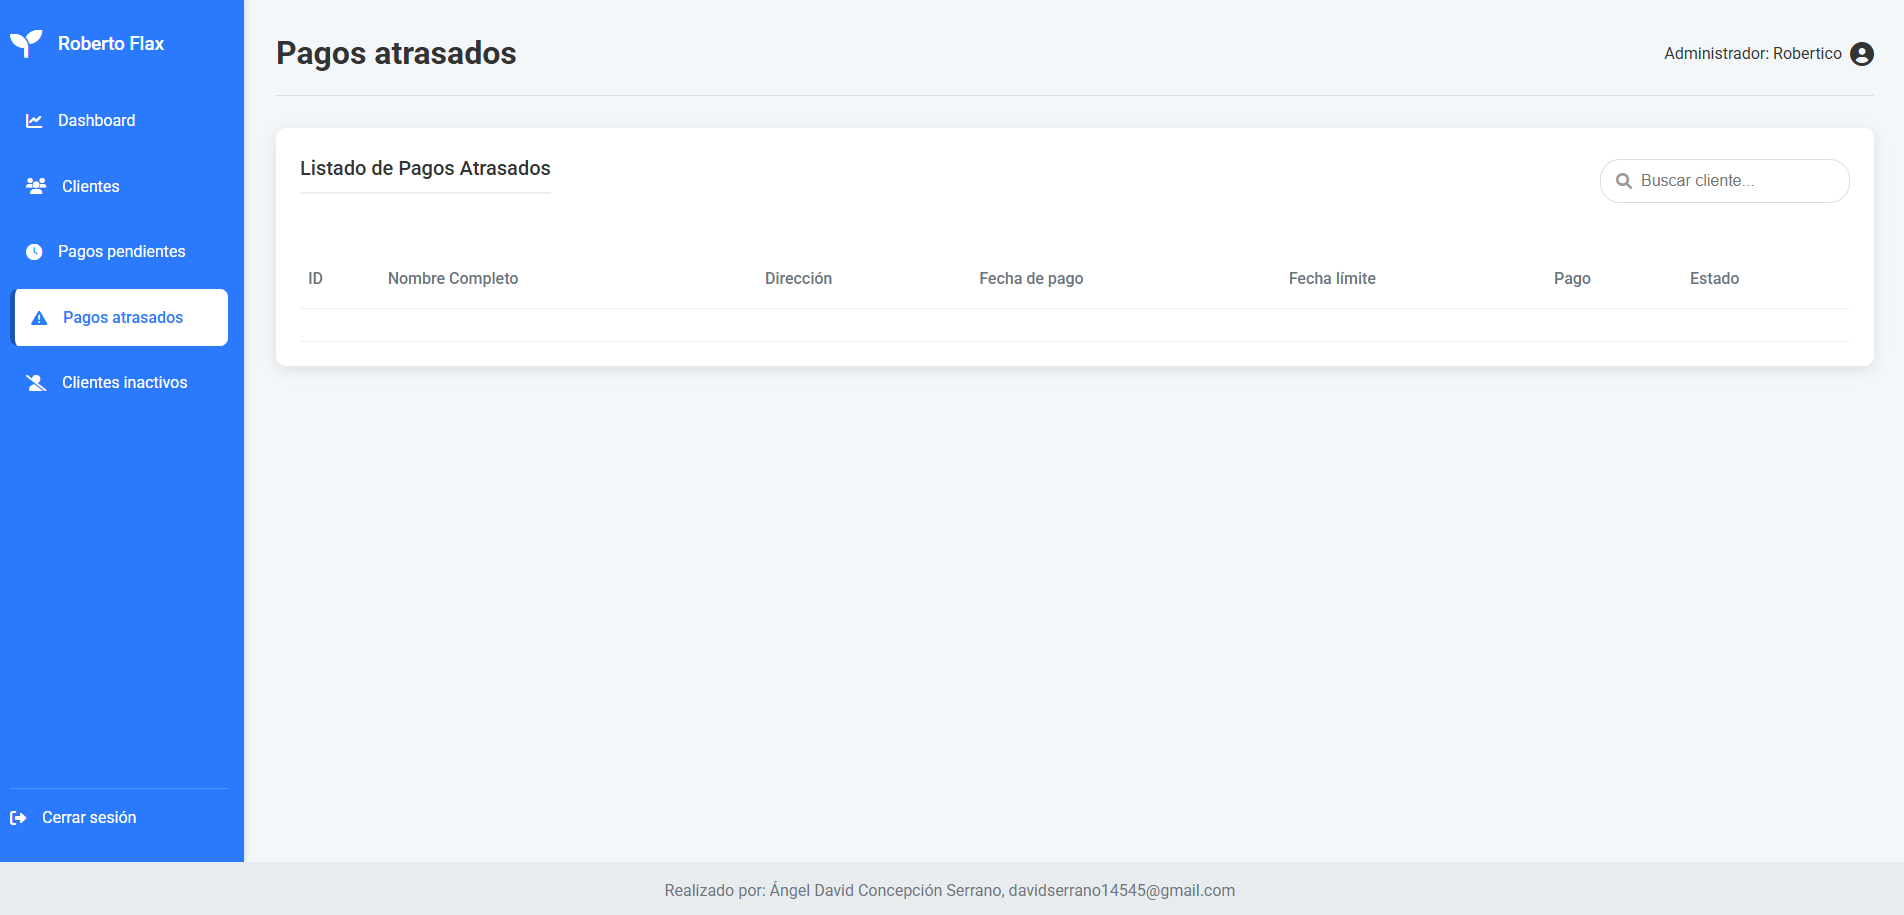 Roberto Flax
Dashboard
Clientes
Pagos pendientes
Pagos atrasados
Clientes inactivos
Cerrar sesión
Pagos atrasados
Administrador: Robertico
Listado de Pagos Atrasados
Buscar cliente...
ID Nombre Completo Dirección Fecha de pago Fecha límite Pago Estado
Realizado por: Ángel David Concepción Serrano, davidserrano14545@gmail.com